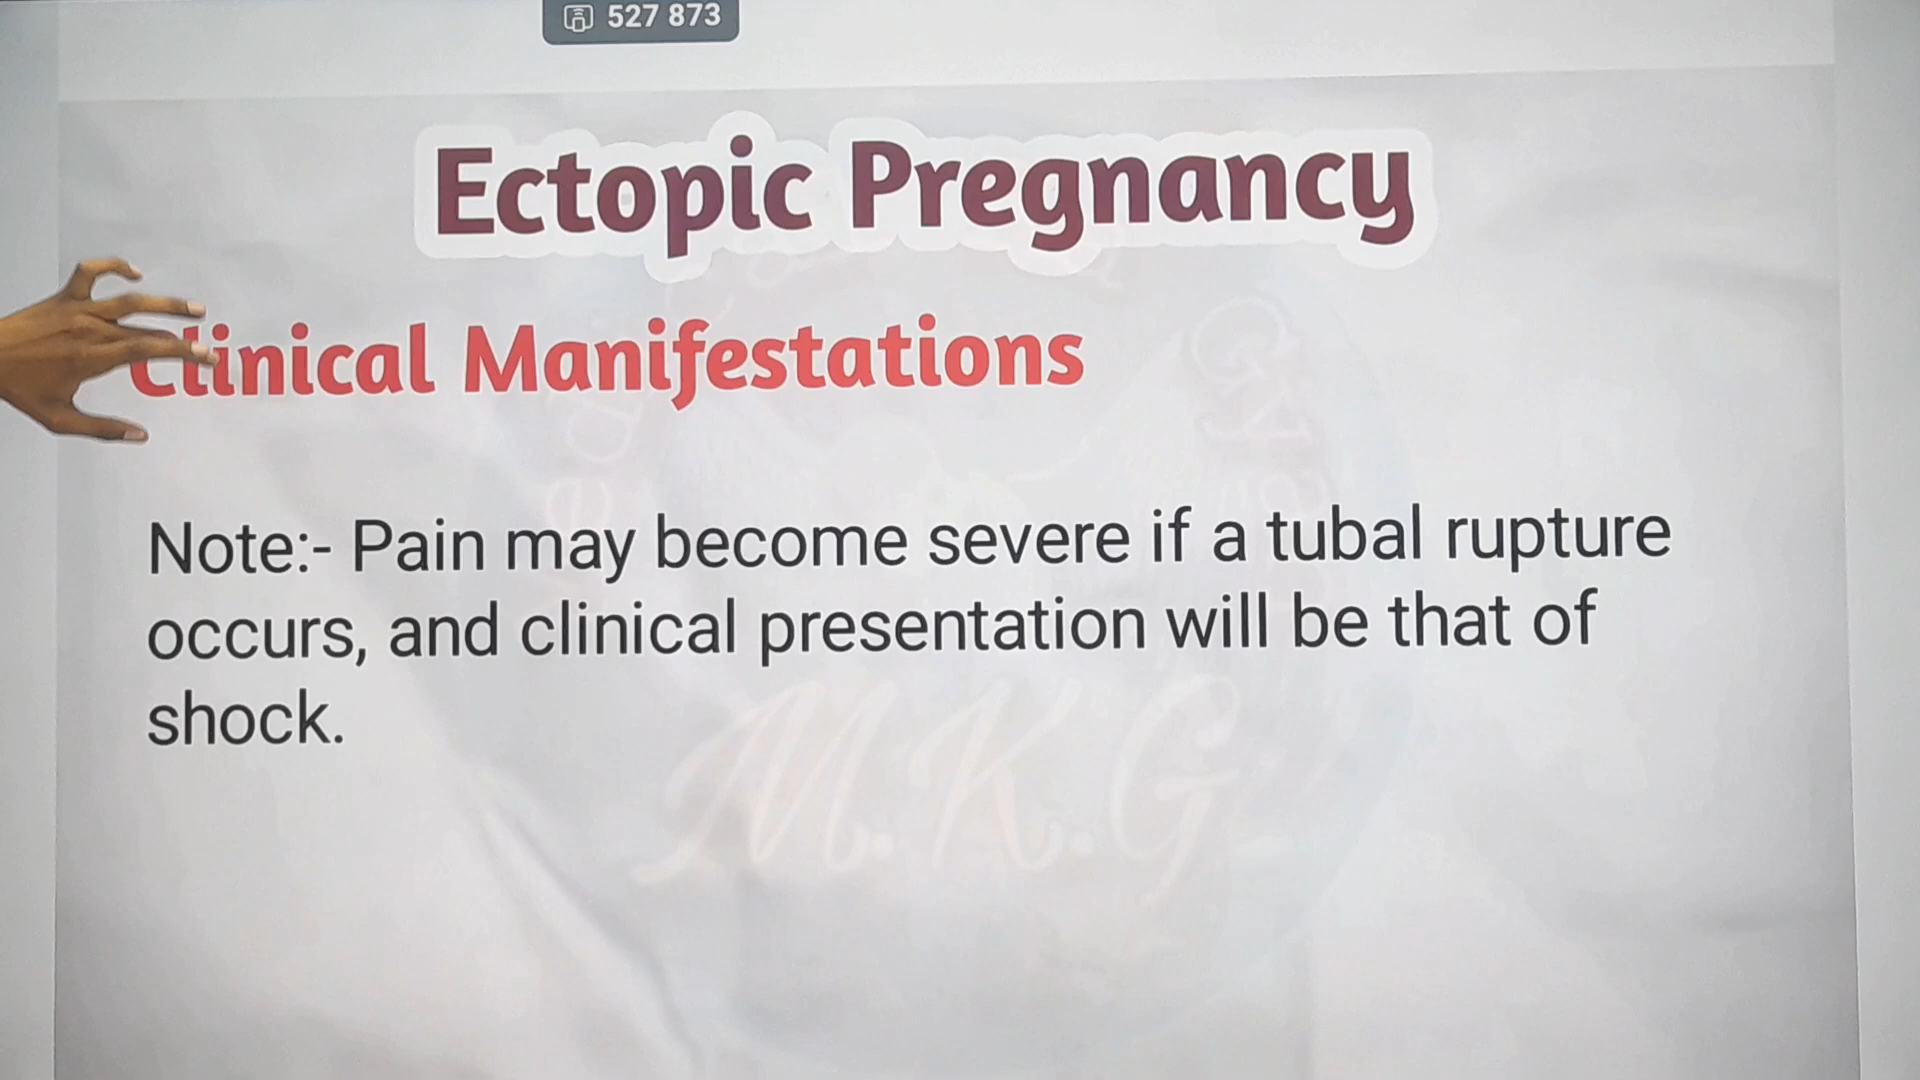 527 873
Ectopic Pregnancy
Clinical Manifestations
Note:- Pain may become severe if a tubal rupture
occurs, and clinical presentation will be that of
shock.
M.K.G